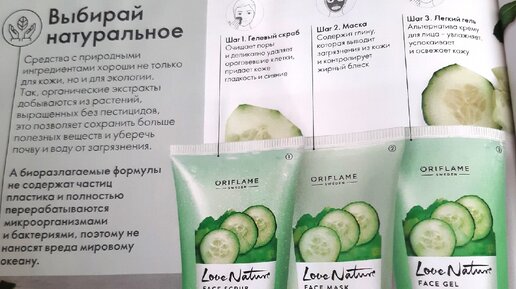 Выбирай
натуральное
Средства с природными
ингредиентами хороши не только
для кожи, но и для экологии.
Так, органические экстракты
добываются из растений,
выращенных без пестицидов,
это позволяет сохранить больше
полезных веществ и уберечь
почву и воду от загрязнения.
А биоразлагаемые формулы
не содержат частиц
пластика и полностью
перерабатываются
микроорганизмами
и бактериями, поэтому не
наносят вреда мировому
океану.
Шаг 1. Гелевый скраб
Очищает поры
и деликатно удаляет
ороговевшие клетки,
придает коже
гладкость и сияние
Шаг 2. Маска
Содержит глину,
которая выводит
загрязнения из кожи
и контролирует
жирный блеск
Шаг 3. Легкий гель
Альтернатива крему
для лица – увлажняет,
успокаивает
и освежает кожу
1
ORIFLAME
SWEDEN
Love Nature
FACE SCRUB
2
ORIFLAME
SWEDEN
Love Nature
FACE MASK
3
ORIFLAME
SWEDEN
Love Nature
FACE GEL